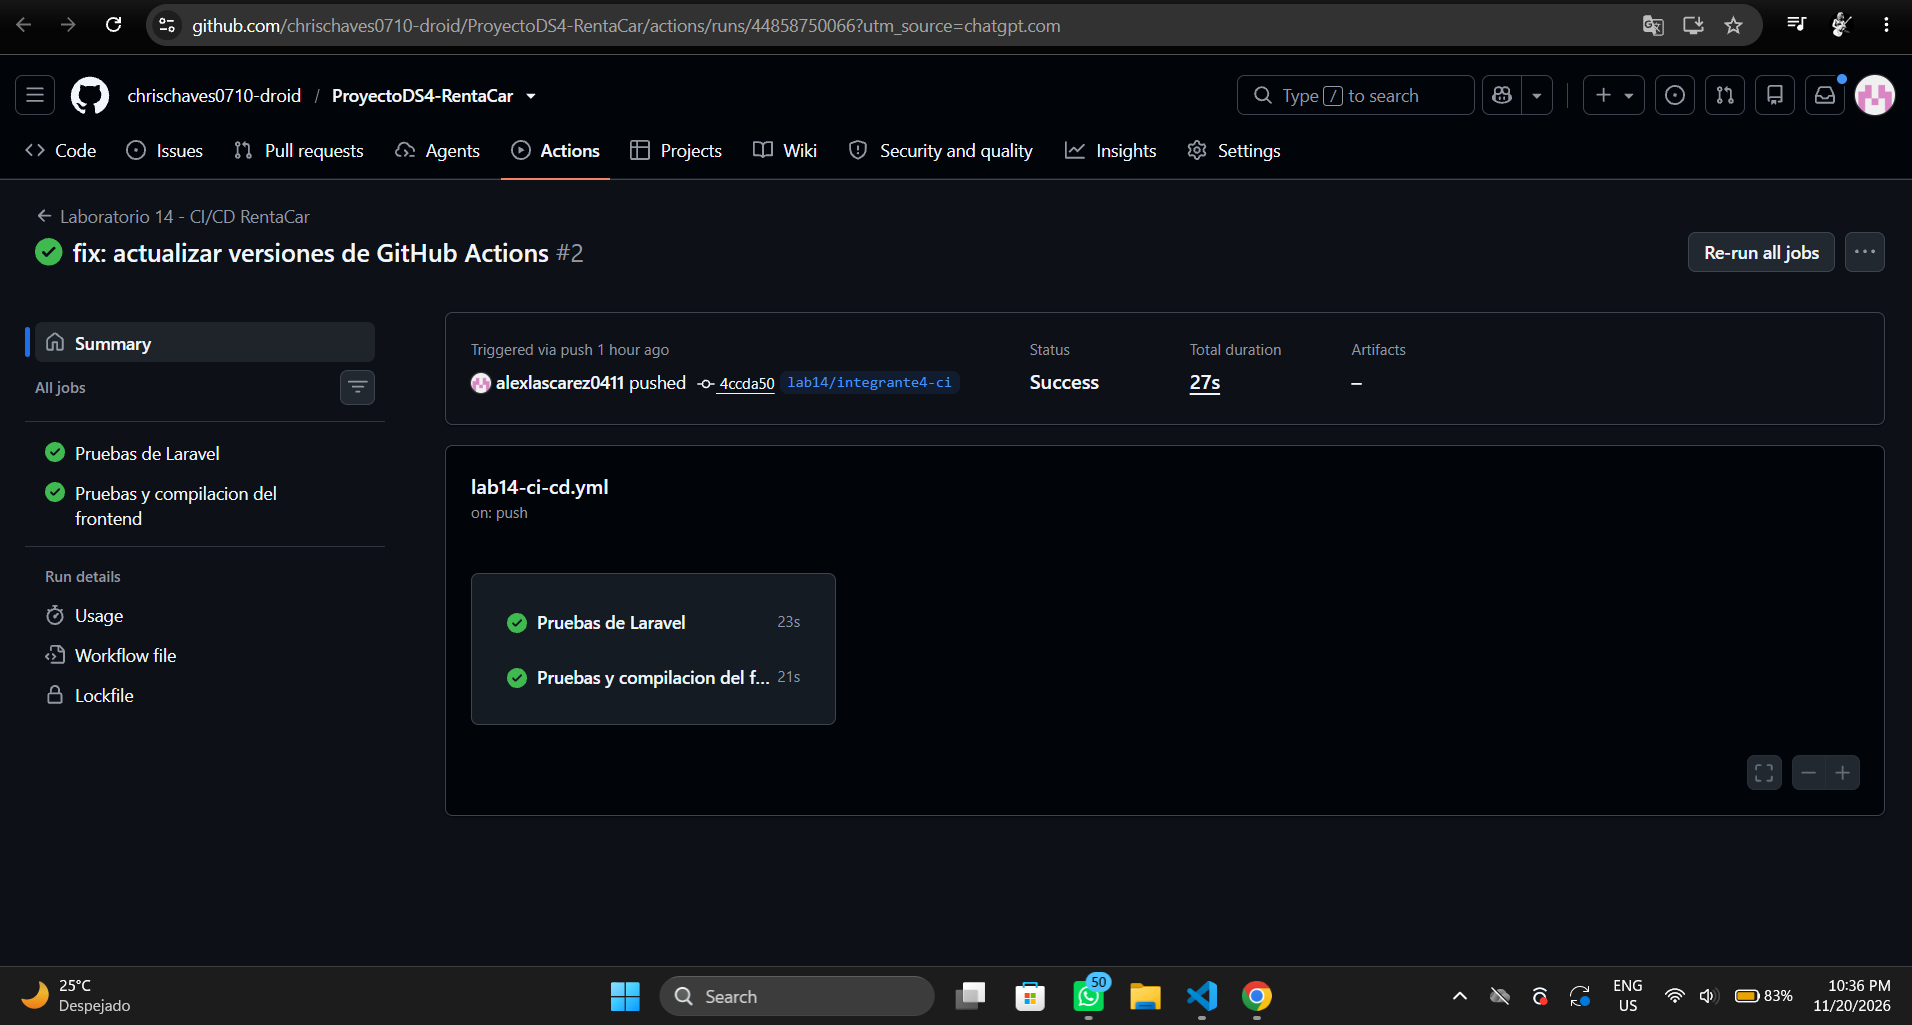 github.com/chrischaves0710-droid/ProyectoDS4-RentaCar/actions/runs/44858750066?utm_source=chatgpt.com
chrischaves0710-droid / ProyectoDS4-RentaCar
Type / to search
Code
Issues
Pull requests
Agents
Actions
Projects
Wiki
Security and quality
Insights
Settings
Laboratorio 14 - CI/CD RentaCar
fix: actualizar versiones de GitHub Actions #2
Re-run all jobs
Summary
All jobs
Pruebas de Laravel
Pruebas y compilacion del
frontend
Run details
Usage
Workflow file
Lockfile
Triggered via push 1 hour ago
alexlascarez0411 pushed 4ccda50 lab14/integrante4-ci
Status
Success
Total duration
27s
Artifacts
–
lab14-ci-cd.yml
on: push
Pruebas de Laravel 23s
Pruebas y compilacion del f... 21s
25°C
Despejado
Search
50
ENG
US
83%
10:36 PM
11/20/2026